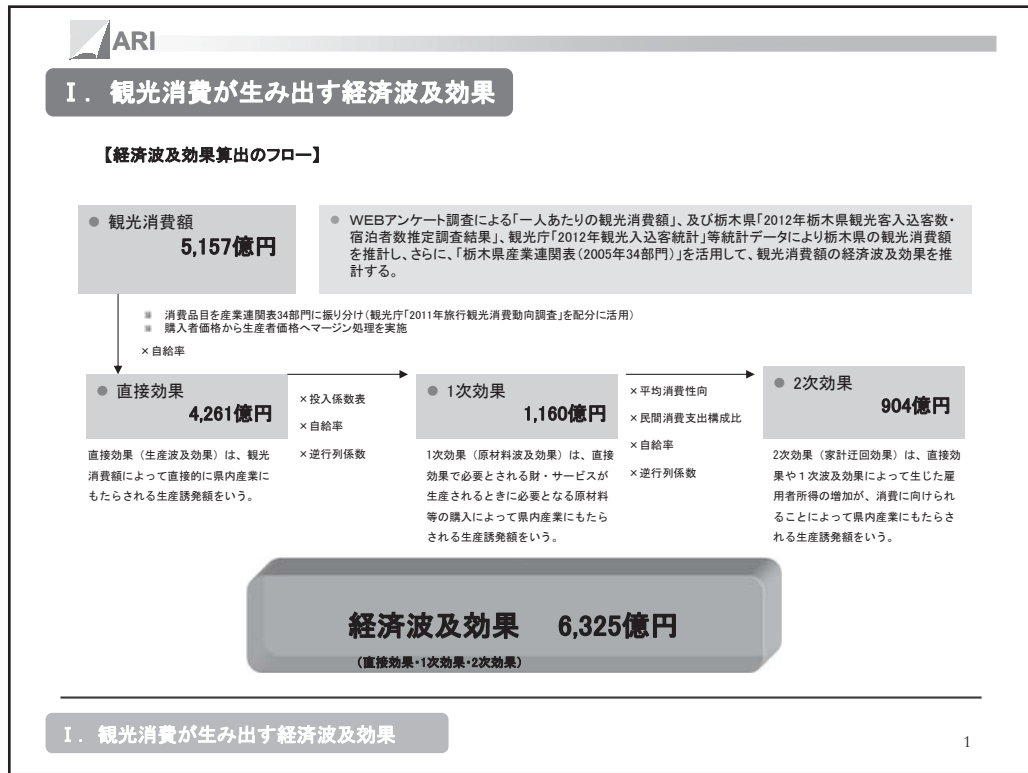 ARI
Ⅰ. 観光消費が生み出す経済波及効果
【経済波及効果算出のフロー】
● 観光消費額
5,157億円
● WEBアンケート調査による「一人あたりの観光消費額」、及び栃木県「2012年栃木県観光客入込客数・
宿泊者数推定調査結果」、観光庁「2012年観光入込客統計」等統計データにより栃木県の観光消費額
を推計し、さらに、「栃木県産業連関表(2005年34部門)」を活用して、観光消費額の経済波及効果を推
計する。
■ 消費品目を産業連関表34部門に振り分け(観光庁「2011年旅行観光消費動向調査」を配分に活用)
■ 購入者価格から生産者価格へマージン処理を実施
×自給率
● 直接効果
4,261億円
×投入係数表
×自給率
×逆行列係数
● 1次効果
1,160億円
×平均消費性向
×民間消費支出構成比
×自給率
×逆行列係数
● 2次効果
904億円
直接効果（生産波及効果）は、観光
消費額によって直接的に県内産業に
もたらされる生産誘発額をいう。
1次効果（原材料波及効果）は、直接
効果で必要とされる財・サービスが
生産されるときに必要となる原材料
等の購入によって県内産業にもたら
される生産誘発額をいう。
2次効果（家計迂回効果）は、直接効
果や１次波及効果によって生じた雇
用者所得の増加が、消費に向けられ
ることによって県内産業にもたらさ
れる生産誘発額をいう。
経済波及効果 6,325億円
(直接効果・1次効果・2次効果)
Ⅰ. 観光消費が生み出す経済波及効果
1